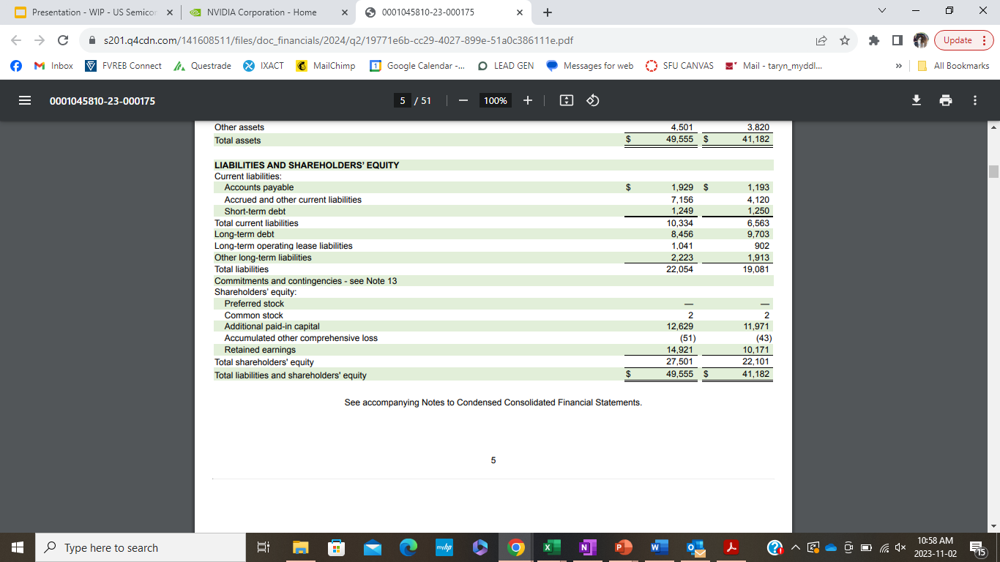 Presentation - WIP - US Semicor
NVIDIA Corporation - Home
0001045810-23-000175
s201.q4cdn.com/141608511/files/doc_financials/2024/q2/19771e6b-cc29-4027-899e-51a0c386111e.pdf
Update
Inbox
FVREB Connect
Questrade
IXACT
MailChimp
Google Calendar -...
LEAD GEN
Messages for web
SFU CANVAS
Mail - taryn_myddl...
»
All Bookmarks
0001045810-23-000175
5 / 51
100%
Other assets 4,501 3,820
Total assets $ 49,555 $ 41,182
LIABILITIES AND SHAREHOLDERS' EQUITY
Current liabilities:
Accounts payable $ 1,929 $ 1,193
Accrued and other current liabilities 7,156 4,120
Short-term debt 1,249 1,250
Total current liabilities 10,334 6,563
Long-term debt 8,456 9,703
Long-term operating lease liabilities 1,041 902
Other long-term liabilities 2,223 1,913
Total liabilities 22,054 19,081
Commitments and contingencies - see Note 13
Shareholders' equity:
Preferred stock — —
Common stock 2 2
Additional paid-in capital 12,629 11,971
Accumulated other comprehensive loss (51) (43)
Retained earnings 14,921 10,171
Total shareholders' equity 27,501 22,101
Total liabilities and shareholders' equity $ 49,555 $ 41,182
See accompanying Notes to Condensed Consolidated Financial Statements.
5
Type here to search
myhp
10:58 AM
2023-11-02
15